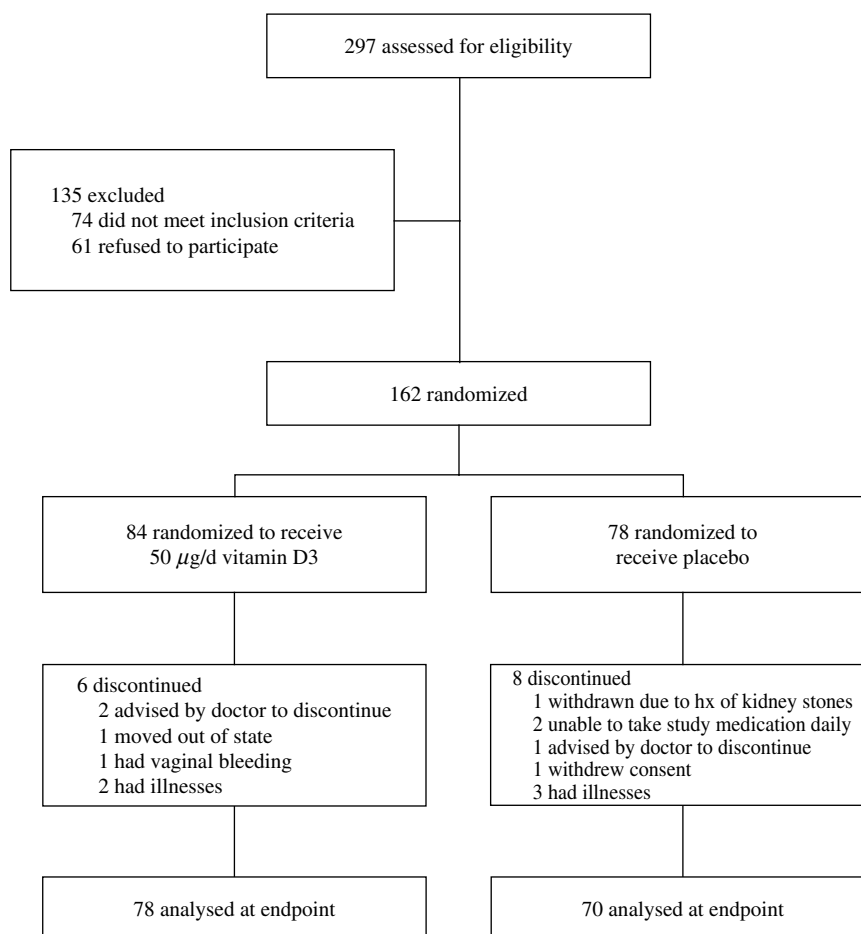 297 assessed for eligibility
135 excluded
74 did not meet inclusion criteria
61 refused to participate
162 randomized
84 randomized to receive
50 μg/d vitamin D3
78 randomized to
receive placebo
6 discontinued
2 advised by doctor to discontinue
1 moved out of state
1 had vaginal bleeding
2 had illnesses
8 discontinued
1 withdrawn due to hx of kidney stones
2 unable to take study medication daily
1 advised by doctor to discontinue
1 withdrew consent
3 had illnesses
78 analysed at endpoint
70 analysed at endpoint